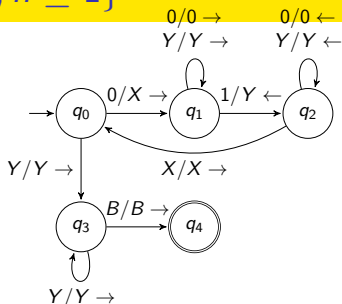 0/0 → 0/0 ←
Y/Y → Y/Y ←
q0 0/X → q1 1/Y ← q2
Y/Y → X/X →
q3 B/B → q4
Y/Y →